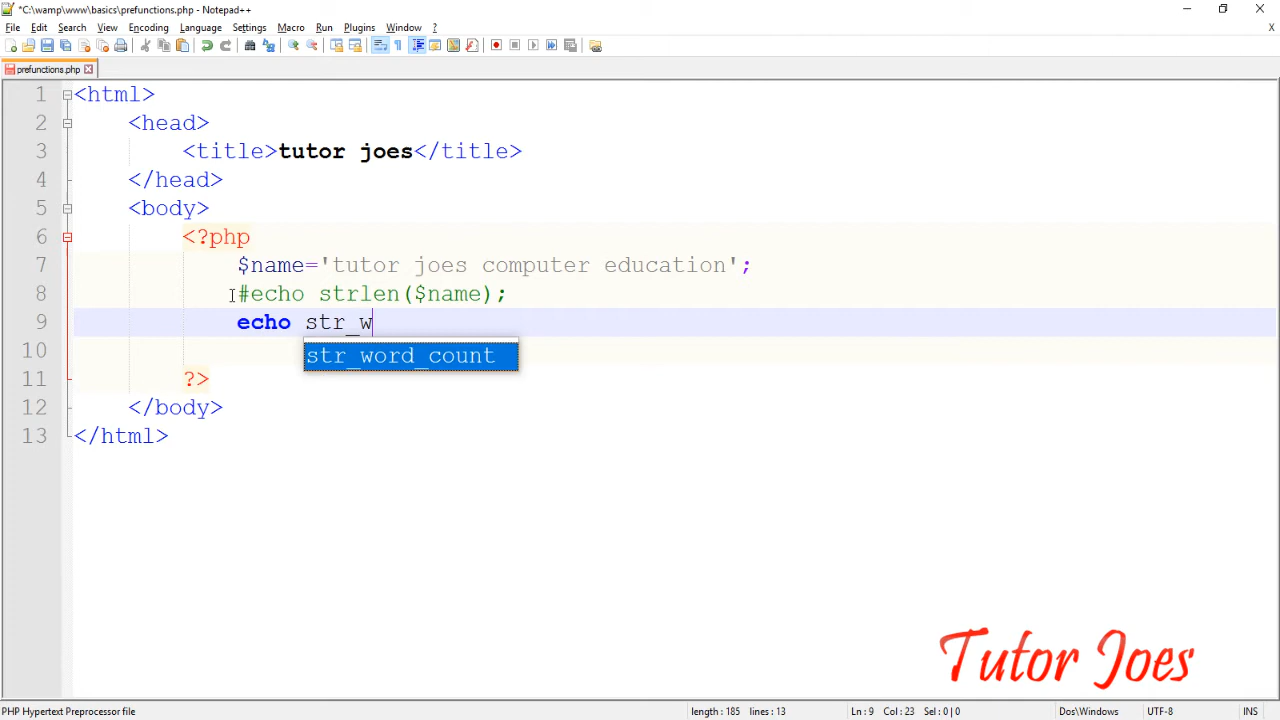 *C:\wamp\www\basics\prefunctions.php - Notepad++
File Edit Search View Encoding Language Settings Macro Run Plugins Window ?
X
prefunctions.php
1 <html>
2 <head>
3 <title>tutor joes</title>
4 </head>
5 <body>
6 <?php
7 $name='tutor joes computer education';
8 #echo strlen($name);
9 echo str_w
str_word_count
10
11 ?>
12 </body>
13 </html>
Tutor Joes
PHP Hypertext Preprocessor file length : 185 lines : 13 Ln : 9 Col : 23 Sel : 0 | 0 Dos\Windows UTF-8 INS